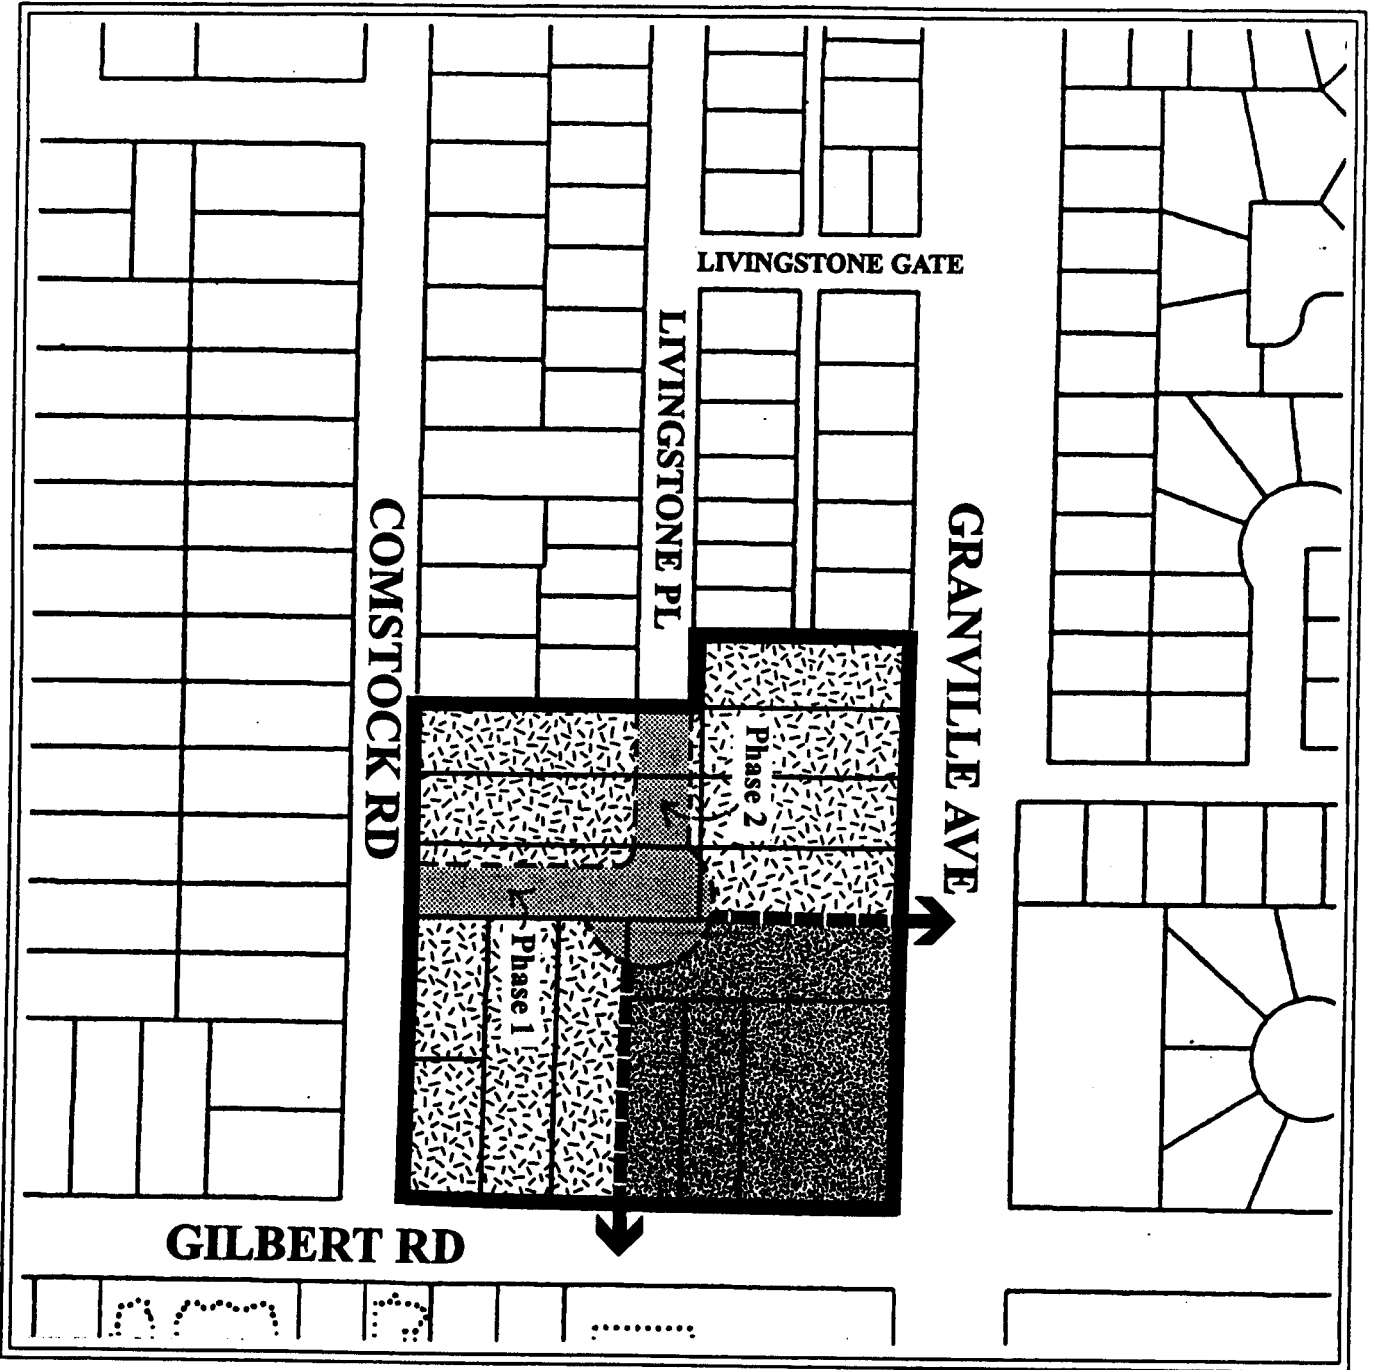 LIVINGSTONE GATE
LIVINGSTONE PL
COMSTOCK RD
GRANVILLE AVE
Phase 2
Phase 1
GILBERT RD